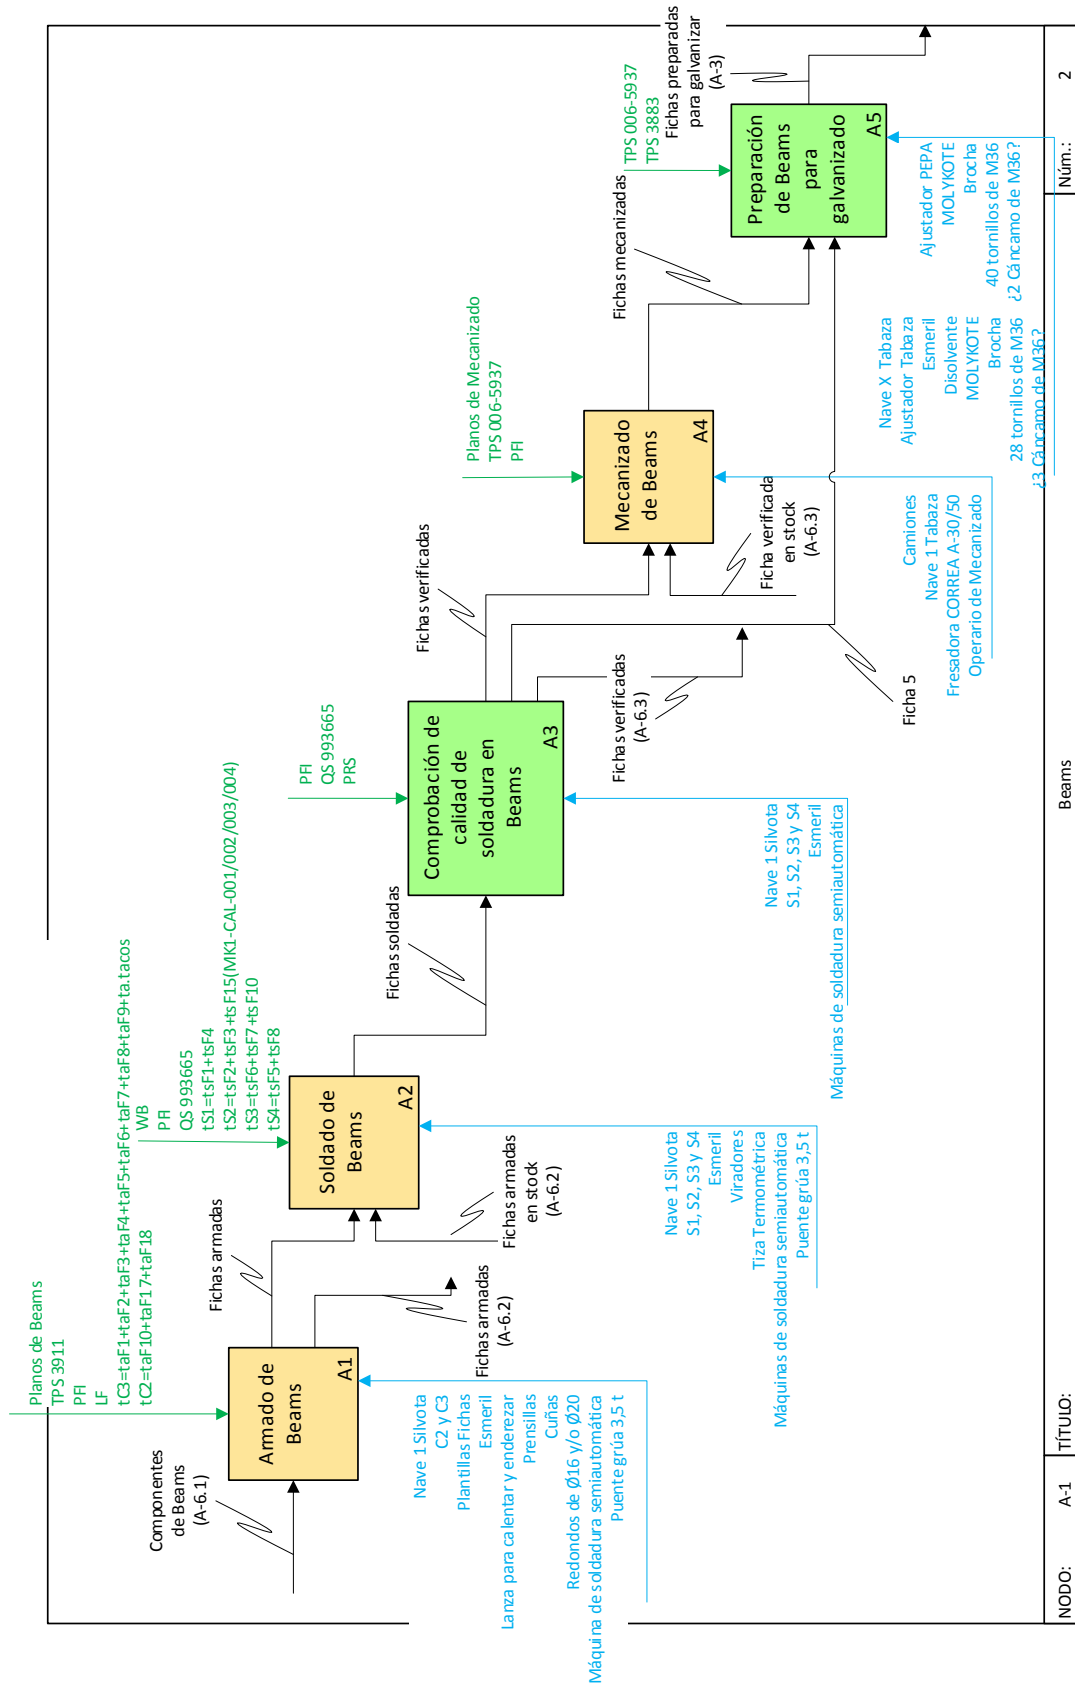 Planos de Beams
TPS 3911
PFI
LF
tC3=taF1+taF2+taF3+taF4+taF5+taF6+taF7+taF8+taF9+ta.tacos
tC2=taF10+taF17+taF18
Componentes
de Beams
(A-6.1)
Armado de
Beams
A1
Nave 1 Silvota
C2 y C3
Plantillas Fichas
Esmeril
Lanza para calentar y enderezar
Prensillas
Cuñas
Redondos de Ø16 y/o Ø20
Máquina de soldadura semiautomática
Puente grúa 3,5 t
Fichas armadas
Fichas armadas
(A-6.2)
WB
PFI
QS 993665
tS1=tsF1+tsF4
tS2=tsF2+tsF3+tsF15(MK1-CAL-001/002/003/004)
tS3=tsF6+tsF7+tsF10
tS4=tsF5+tsF8
Soldado de
Beams
A2
Fichas armadas
en stock
(A-6.2)
Nave 1 Silvota
S1, S2, S3 y S4
Esmeril
Viradores
Tiza Termométrica
Máquinas de soldadura semiautomática
Puente grúa 3,5 t
Fichas soldadas
PFI
QS 993665
PRS
Comprobación de
calidad de
soldadura en
Beams
A3
Nave 1 Silvota
S1, S2, S3 y S4
Esmeril
Máquinas de soldadura semiautomática
Fichas verificadas
Fichas verificadas
(A-6.3)
Ficha 5
Planos de Mecanizado
TPS 006-5937
PFI
Mecanizado
de Beams
A4
Ficha verificada
en stock
(A-6.3)
Camiones
Nave 1 Tabaza
Fresadora CORREA A-30/50
Operario de Mecanizado
Fichas mecanizadas
TPS 006-5937
TPS 3883
Preparación
de Beams
para
galvanizado
A5
Fichas preparadas
para galvanizar
(A-3)
Nave X Tabaza
Ajustador Tabaza
Esmeril
Disolvente
MOLYKOTE
Brocha
28 tornillos de M36
¿3 Cáncamo de M36?
Ajustador PEPA
MOLYKOTE
Brocha
40 tornillos de M36
¿2 Cáncamo de M36?
NODO: A-1
TÍTULO:
Beams
Núm.: 2